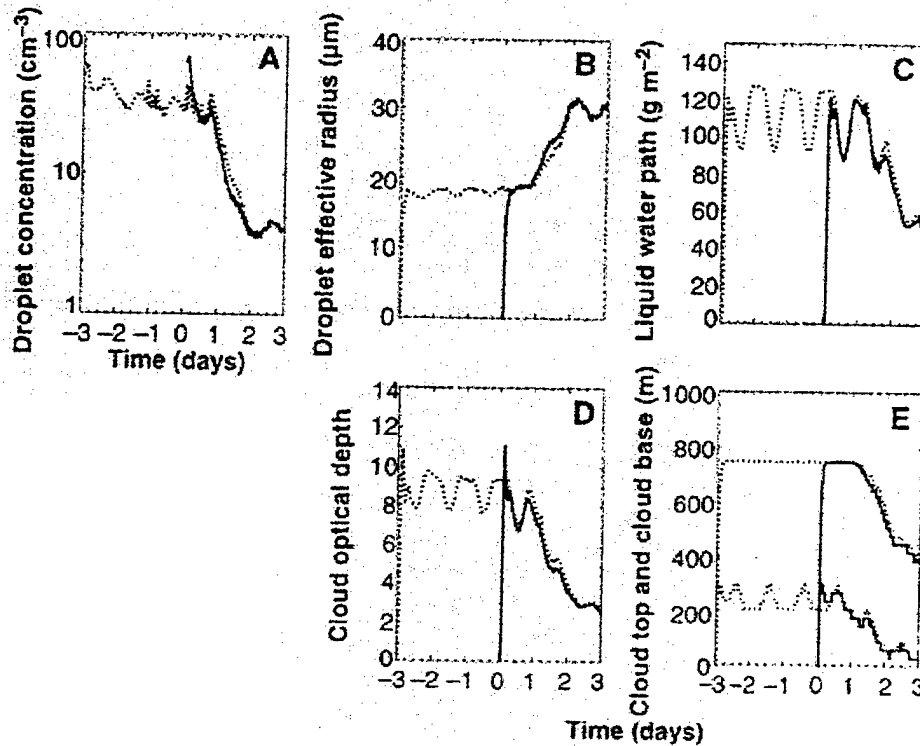 A
Droplet concentration (cm⁻³)
100
10
1
−3 −2 −1 0 1 2 3
Time (days)
B
Droplet effective radius (µm)
40
30
20
10
0
C
Liquid water path (g m⁻²)
140
120
100
80
60
40
20
0
D
Cloud optical depth
14
12
10
8
6
4
2
0
−3 −2 −1 0 1 2 3
E
Cloud top and cloud base (m)
1000
800
600
400
200
0
−3 −2 −1 0 1 2 3
Time (days)